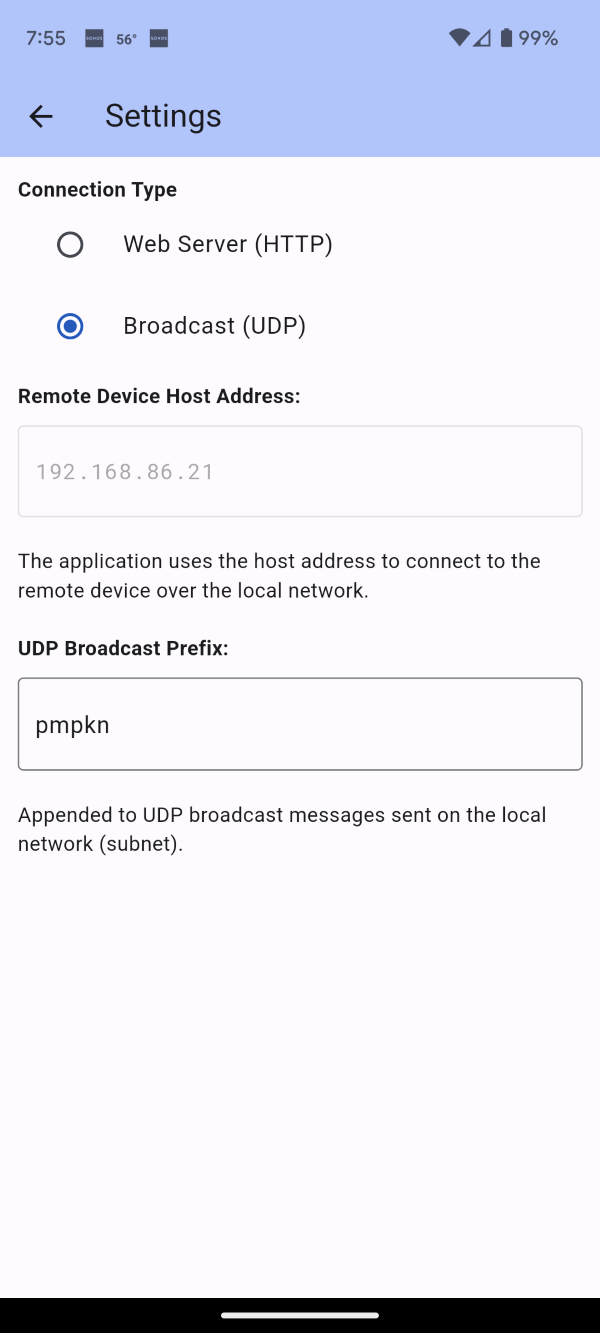 7:55 SONOS 56° SONOS 99%
Settings
Connection Type
Web Server (HTTP)
Broadcast (UDP)
Remote Device Host Address:
192.168.86.21
The application uses the host address to connect to the
remote device over the local network.
UDP Broadcast Prefix:
pmpkn
Appended to UDP broadcast messages sent on the local
network (subnet).